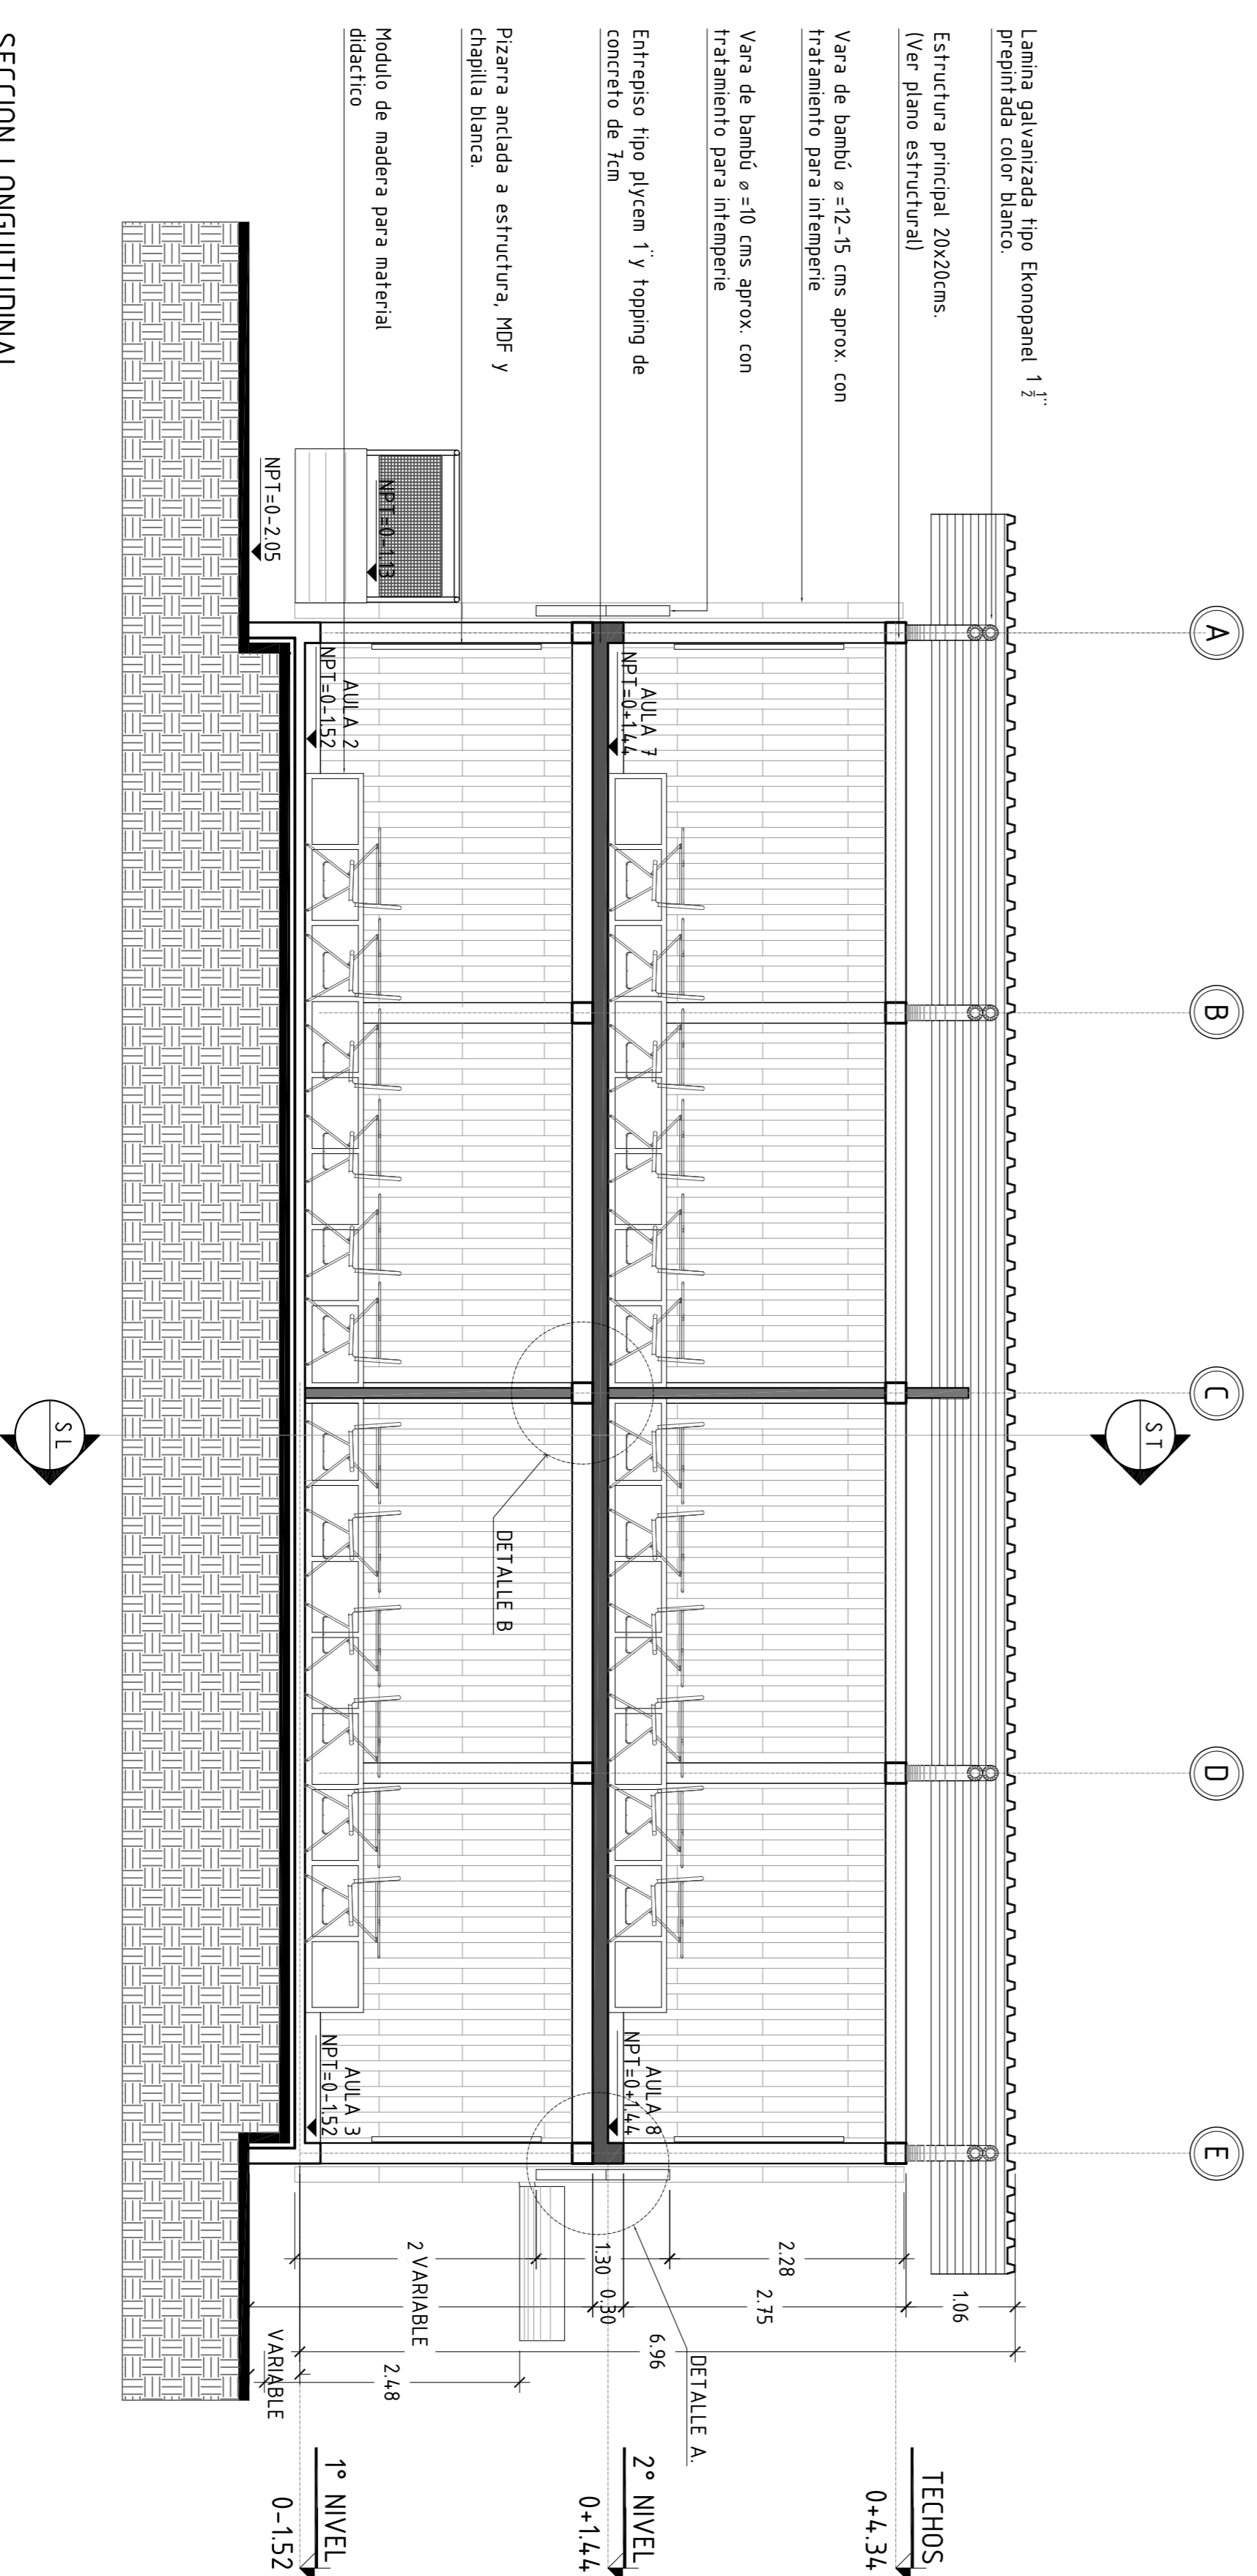 A
B
C
D
E
Lamina galvanizada tipo Ekonopanel 1 1/2''
prepintada color blanco.
Estructura principal 20x20cms.
(Ver plano estructural)
Vara de bambú ø =12-15 cms aprox. con
tratamiento para intemperie
Vara de bambú ø =10 cms aprox. con
tratamiento para intemperie
Entrepiso tipo plycem 1'' y topping de
concreto de 7cm
Pizarra anclada a estructura, MDF y
chapilla blanca.
Modulo de madera para material
didactico
S T
TECHOS
0+4.34
2° NIVEL
0+1.44
1° NIVEL
0-1.52
1.06
2.28
2.75
1.30
0.30
6.96
2 VARIABLE
2.48
VARIABLE
DETALLE A.
DETALLE B
AULA 7
NPT=0+1.44
AULA 8
NPT=0+1.44
AULA 2
NPT=0-1.52
AULA 3
NPT=0-1.52
NPT=0-1.13
NPT=0-2.05
S L
SECCION LONGUITUDINAL